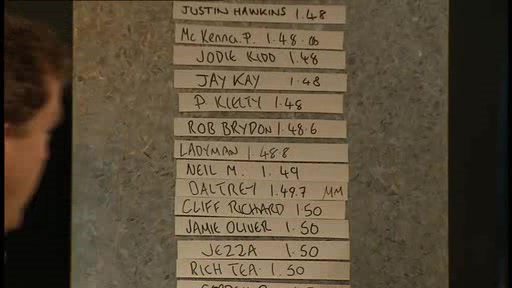 JUSTIN HAWKINS 1.48
McKenna.P. 1.48.06
JODIE KIDD 1.48
JAY KAY 1.48
P KIELTY 1.48
ROB BRYDON 1.48.6
LADYMAN 1.48.8
NEIL M. 1.49
DALTREY 1.49.7 MM
CLIFF RICHARD 1.50
JAMIE OLIVER 1.50
JEZZA 1.50
RICH TEA 1.50